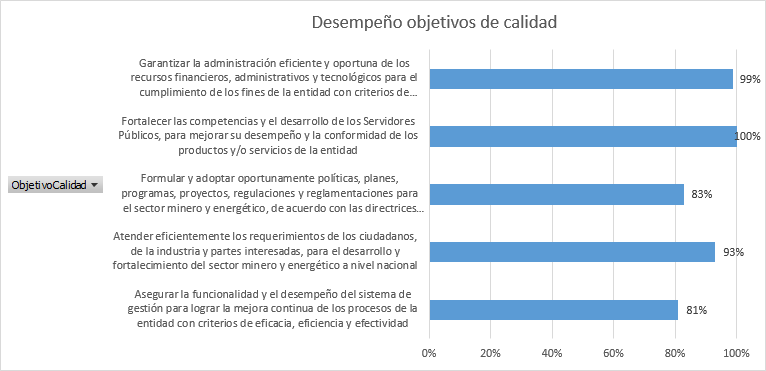 Desempeño objetivos de calidad
Garantizar la administración eficiente y oportuna de los
recursos financieros, administrativos y tecnológicos para el
cumplimiento de los fines de la entidad con criterios de…
99%
Fortalecer las competencias y el desarrollo de los Servidores
Públicos, para mejorar su desempeño y la conformidad de los
productos y/o servicios de la entidad
100%
ObjetivoCalidad
Formular y adoptar oportunamente políticas, planes,
programas, proyectos, regulaciones y reglamentaciones para
el sector minero y energético, de acuerdo con las directrices…
83%
Atender eficientemente los requerimientos de los ciudadanos,
de la industria y partes interesadas, para el desarrollo y
fortalecimiento del sector minero y energético a nivel nacional
93%
Asegurar la funcionalidad y el desempeño del sistema de
gestión para lograr la mejora continua de los procesos de la
entidad con criterios de eficacia, eficiencia y efectividad
81%
0% 20% 40% 60% 80% 100%